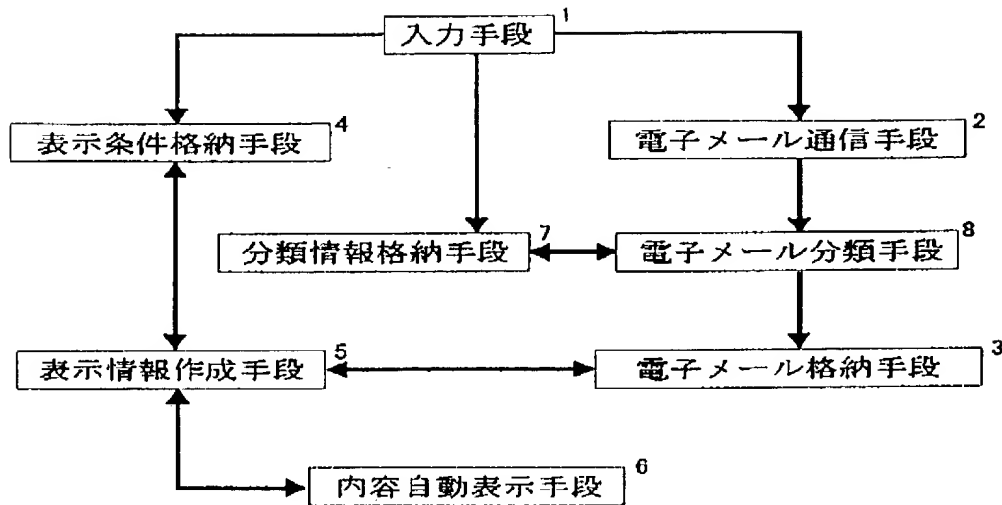 1
入力手段
4
表示条件格納手段
2
電子メール通信手段
7
分類情報格納手段
8
電子メール分類手段
5
表示情報作成手段
3
電子メール格納手段
6
内容自動表示手段